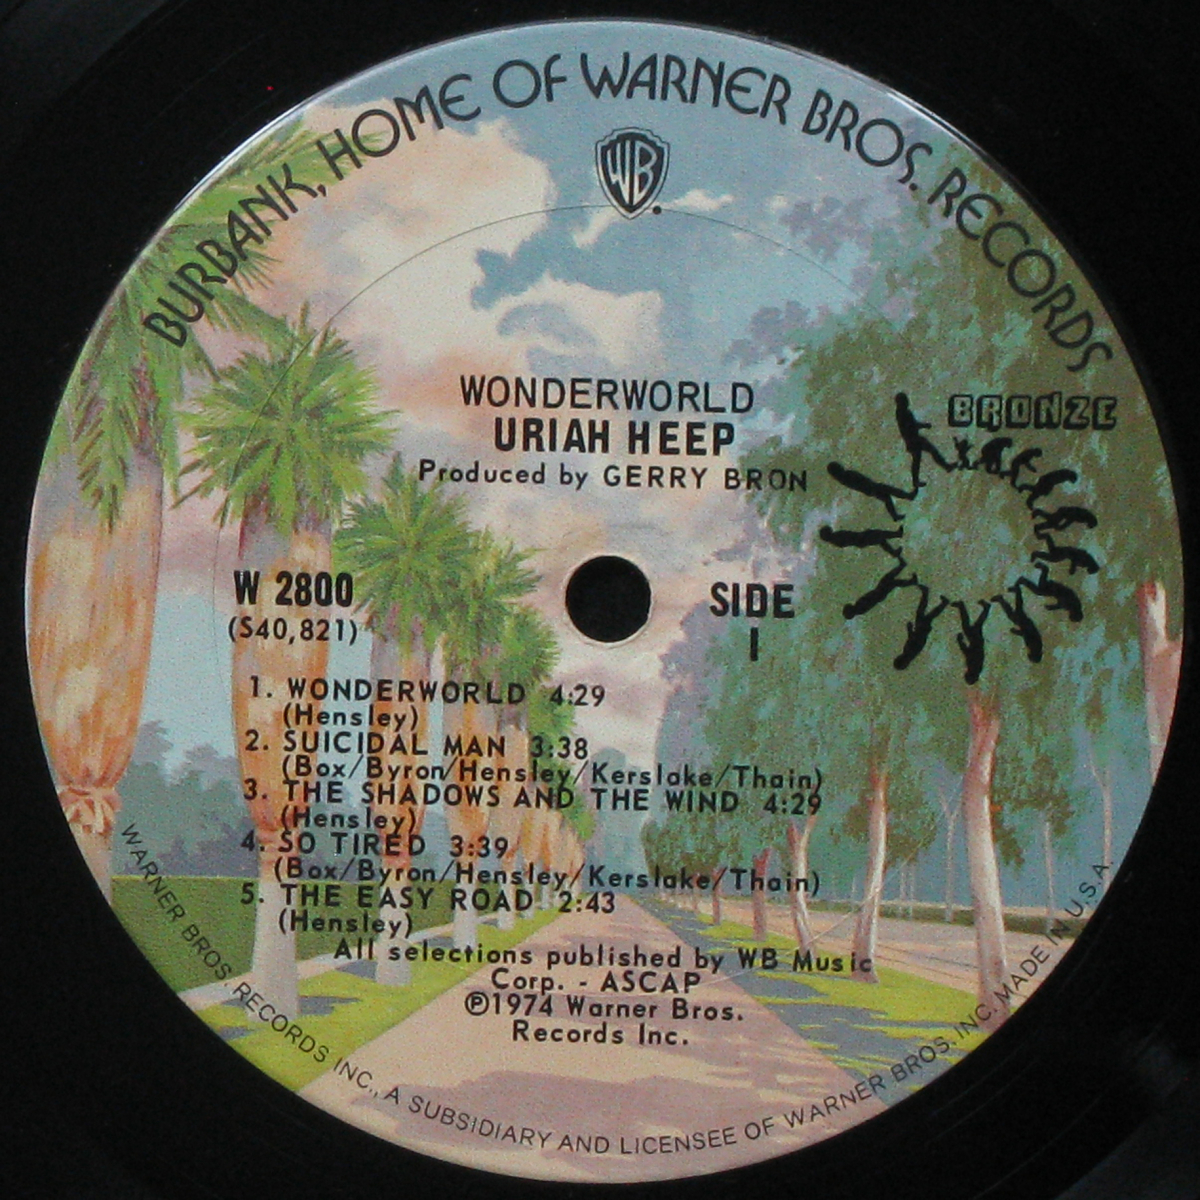 BURBANK, HOME OF WARNER BROS. RECORDS
WB
WONDERWORLD
URIAH HEEP
Produced by GERRY BRON
BRONZE
W 2800
(S40,821)
SIDE
1
1. WONDERWORLD 4:29
(Hensley)
2. SUICIDAL MAN 3:38
(Box/Byron/Hensley/Kerslake/Thain)
3. THE SHADOWS AND THE WIND 4:29
(Hensley)
4. SO TIRED 3:39
(Box/Byron/Hensley/Kerslake/Thain)
5. THE EASY ROAD 2:43
(Hensley)
All selections published by WB Music
Corp. - ASCAP
℗1974 Warner Bros.
Records Inc.
WARNER BROS. RECORDS INC., A SUBSIDIARY AND LICENSEE OF WARNER BROS. INC. MADE IN U.S.A.